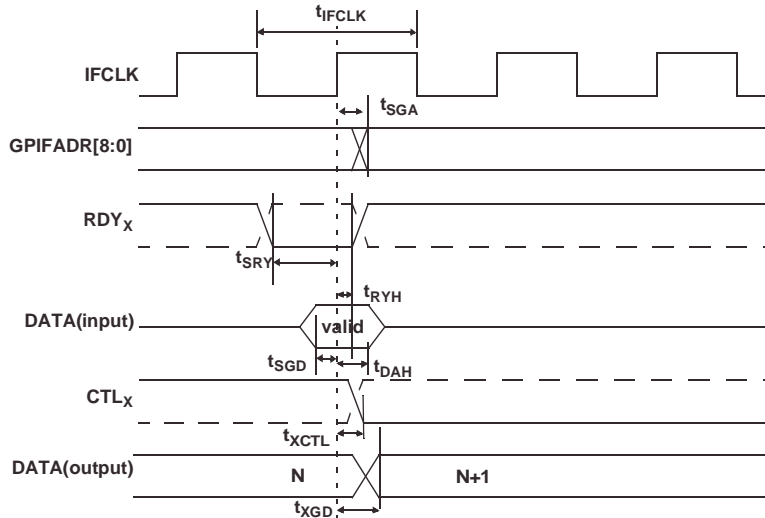 tIFCLK
IFCLK
tSGA
GPIFADR[8:0]
RDYX
tSRY
tRYH
DATA(input)
valid
tSGD
tDAH
CTLX
tXCTL
DATA(output)
N
N+1
tXGD